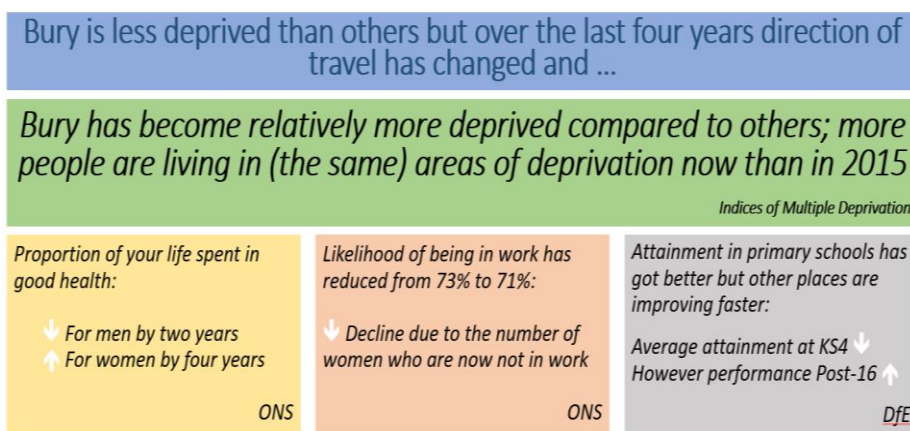 Bury is less deprived than others but over the last four years direction of
travel has changed and ...
Bury has become relatively more deprived compared to others; more
people are living in (the same) areas of deprivation now than in 2015
Indices of Multiple Deprivation
Proportion of your life spent in
good health:
↓ For men by two years
↑ For women by four years
ONS
Likelihood of being in work has
reduced from 73% to 71%:
↓ Decline due to the number of
women who are now not in work
ONS
Attainment in primary schools has
got better but other places are
improving faster:
Average attainment at KS4 ↓
However performance Post-16 ↑
DfE